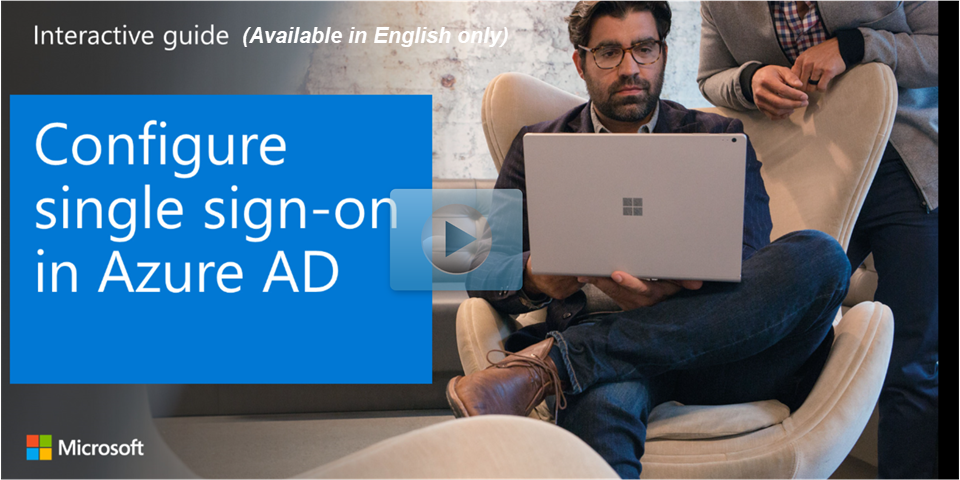 Interactive guide (Available in English only)
Configure
single sign-on
in Azure AD
Microsoft